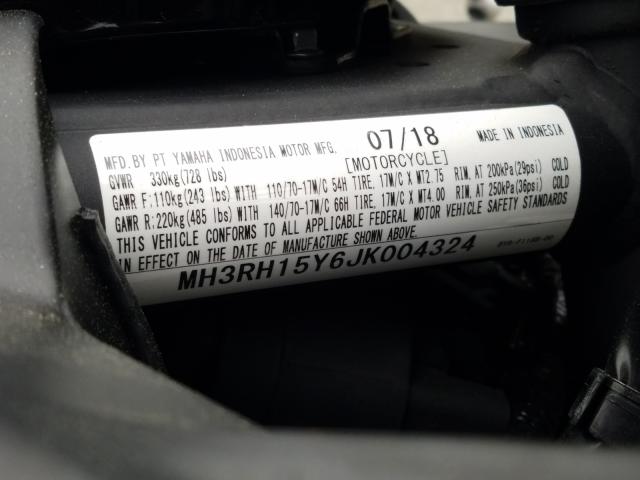 MFD. BY PT YAMAHA INDONESIA MOTOR MFG. 07/18 MADE IN INDONESIA
GVWR 330kg(728 lbs) [MOTORCYCLE]
GAWR F:110kg(243 lbs)WITH 110/70-17M/C 54H TIRE, 17M/C X MT2.75 RIM, AT 200kPa(29psi) COLD
GAWR R:220kg(485 lbs)WITH 140/70-17M/C 66H TIRE, 17M/C X MT4.00 RIM, AT 250kPa(36psi) COLD
THIS VEHICLE CONFORMS TO ALL APPLICABLE FEDERAL MOTOR VEHICLE SAFETY STANDARDS
IN EFFECT ON THE DATE OF MANUFACTURE SHOWN ABOVE.
MH3RH15Y6JK004324